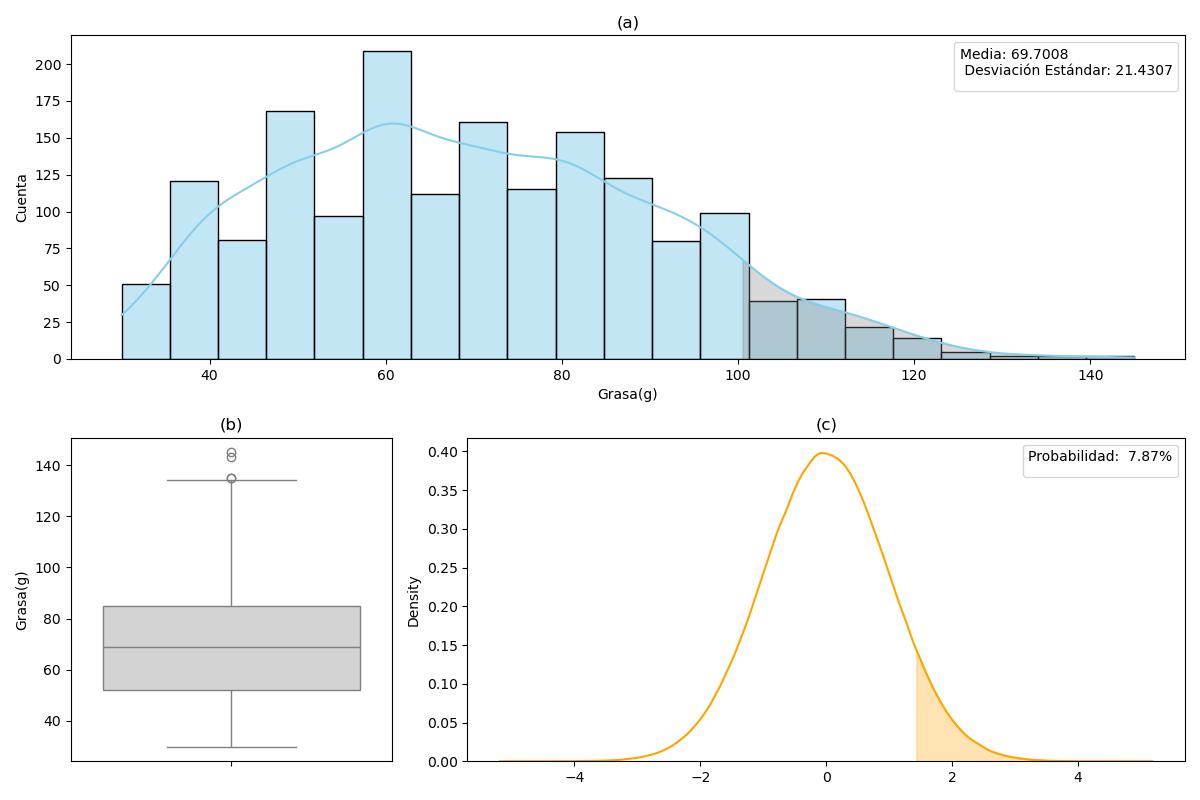 (a)
Media: 69.7008
Desviación Estándar: 21.4307
Cuenta
200
175
150
125
100
75
50
25
0
40 60 80 100 120 140
Grasa(g)
(b)
Grasa(g)
140
120
100
80
60
40
(c)
Probabilidad: 7.87%
Density
0.40
0.35
0.30
0.25
0.20
0.15
0.10
0.05
0.00
−4 −2 0 2 4